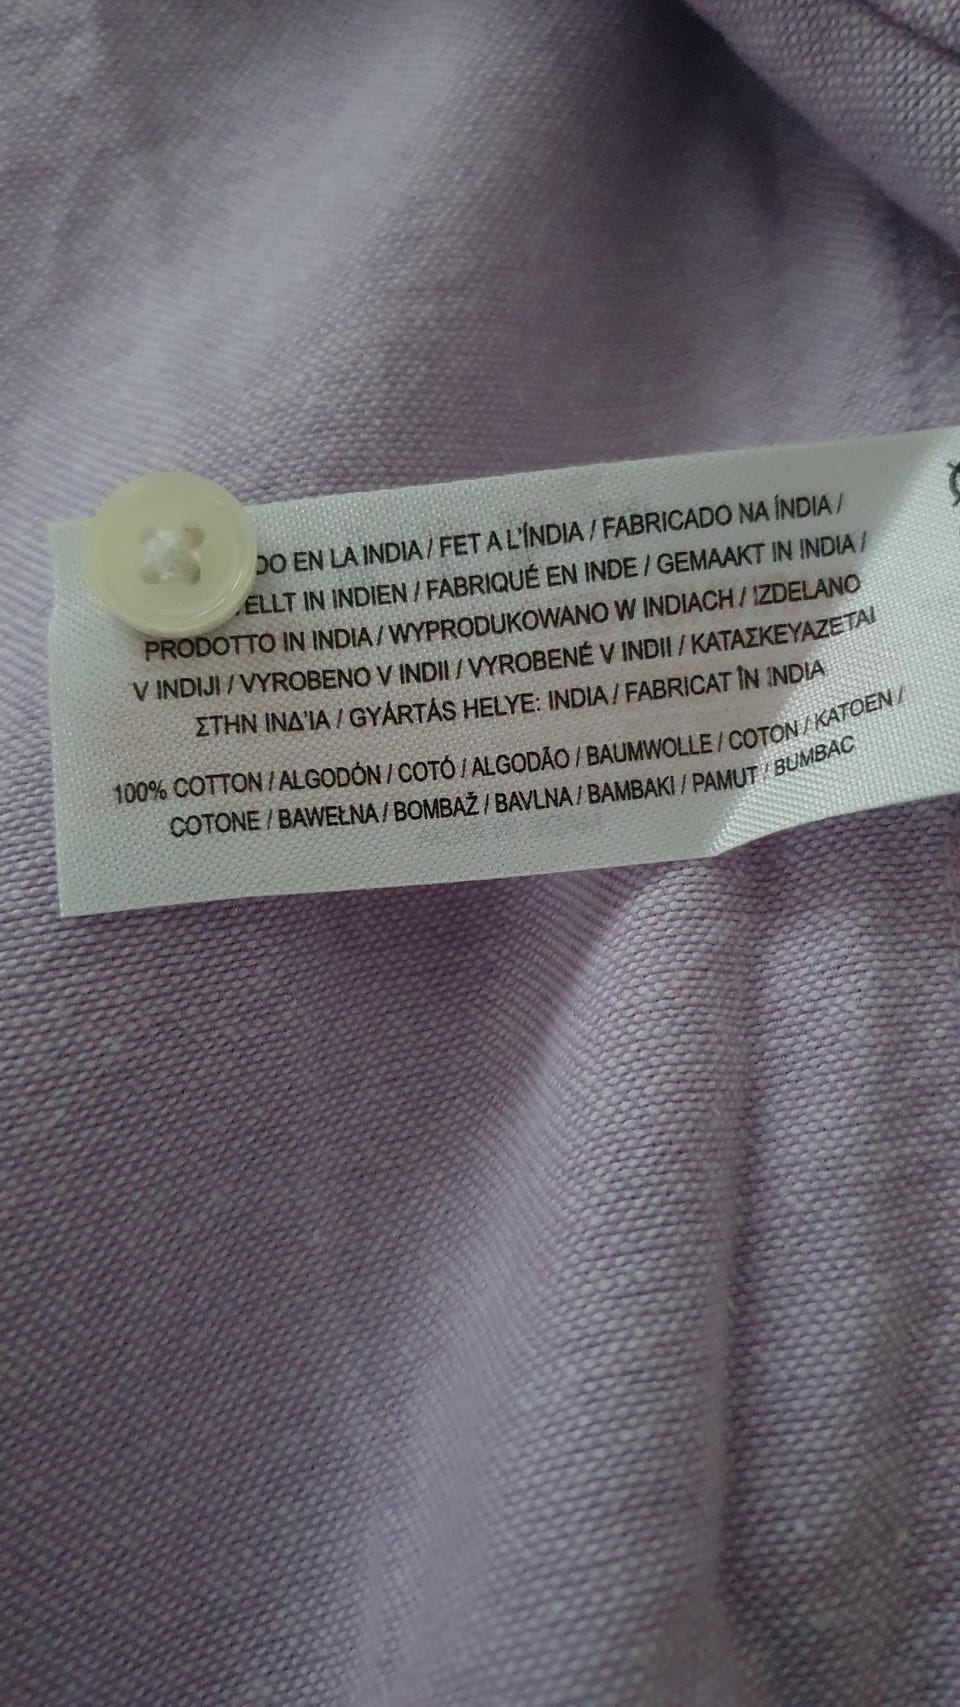 DO EN LA INDIA / FET A L'ÍNDIA / FABRICADO NA ÍNDIA /
ELLT IN INDIEN / FABRIQUÉ EN INDE / GEMAAKT IN INDIA /
PRODOTTO IN INDIA / WYPRODUKOWANO W INDIACH / IZDELANO
V INDIJI / VYROBENO V INDII / VYROBENÉ V INDII / ΚΑΤΑΣΚΕΥΑΖΕΤΑΙ
ΣΤΗΝ ΙΝΔ'ΙΑ / GYÁRTÁS HELYE: INDIA / FABRICAT ÎN INDIA
100% COTTON / ALGODÓN / COTÓ / ALGODÃO / BAUMWOLLE / COTON / KATOEN /
COTONE / BAWEŁNA / BOMBAŽ / BAVLNA / BAMBAKI / PAMUT / BUMBAC